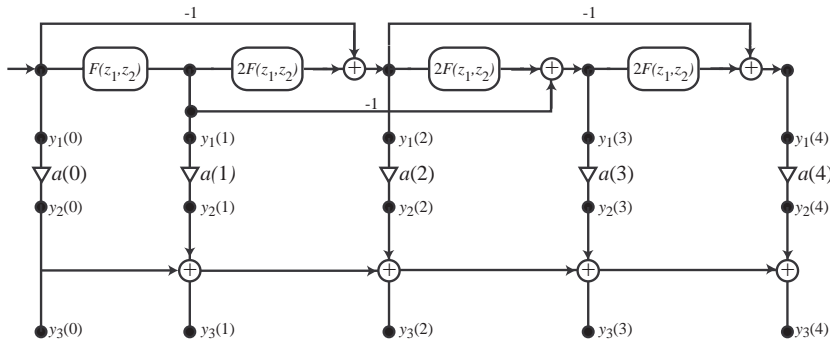 -1 -1
F(z₁,z₂) 2F(z₁,z₂) + 2F(z₁,z₂) + 2F(z₁,z₂) +
-1
y₁(0) y₁(1) y₁(2) y₁(3) y₁(4)
a(0) a(1) a(2) a(3) a(4)
y₂(0) y₂(1) y₂(2) y₂(3) y₂(4)
+ + + +
y₃(0) y₃(1) y₃(2) y₃(3) y₃(4)